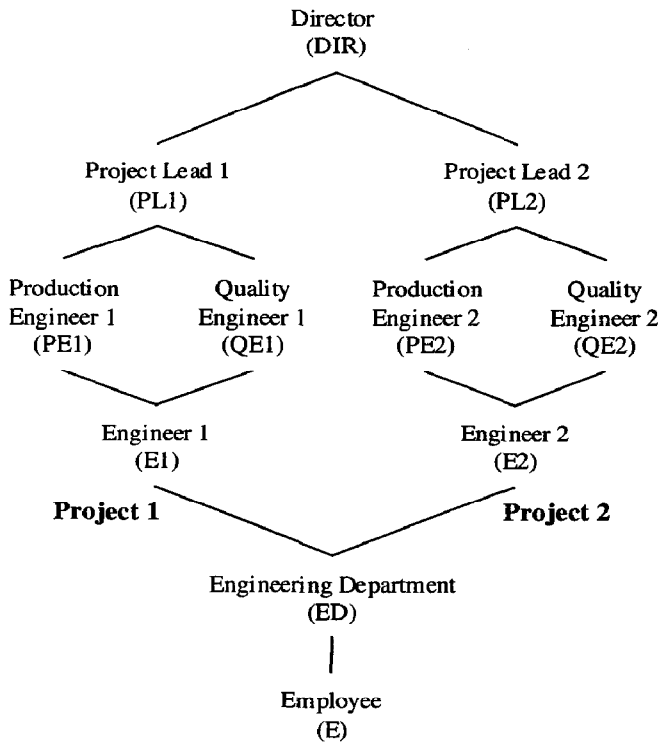 Director
(DIR)
Project Lead 1
(PL1)
Project Lead 2
(PL2)
Production
Engineer 1
(PE1)
Quality
Engineer 1
(QE1)
Production
Engineer 2
(PE2)
Quality
Engineer 2
(QE2)
Engineer 1
(E1)
Engineer 2
(E2)
Project 1
Project 2
Engineering Department
(ED)
Employee
(E)